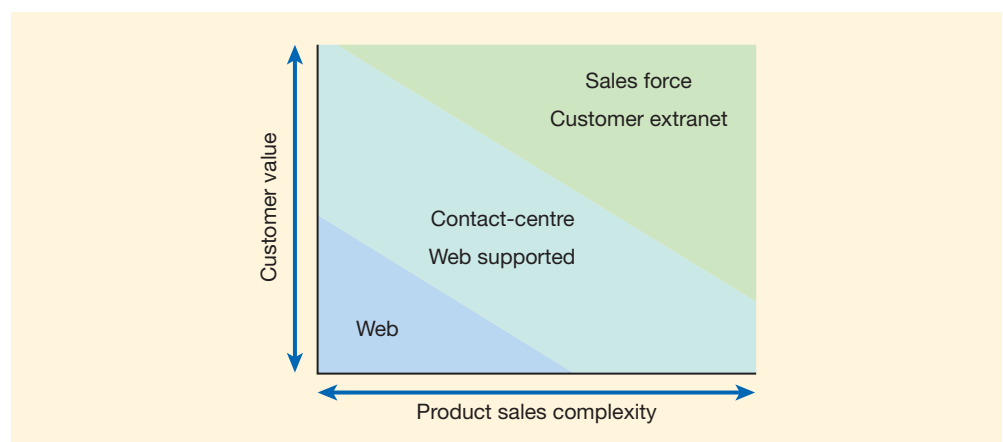 Sales force
Customer extranet
Customer value
Contact-centre
Web supported
Web
Product sales complexity